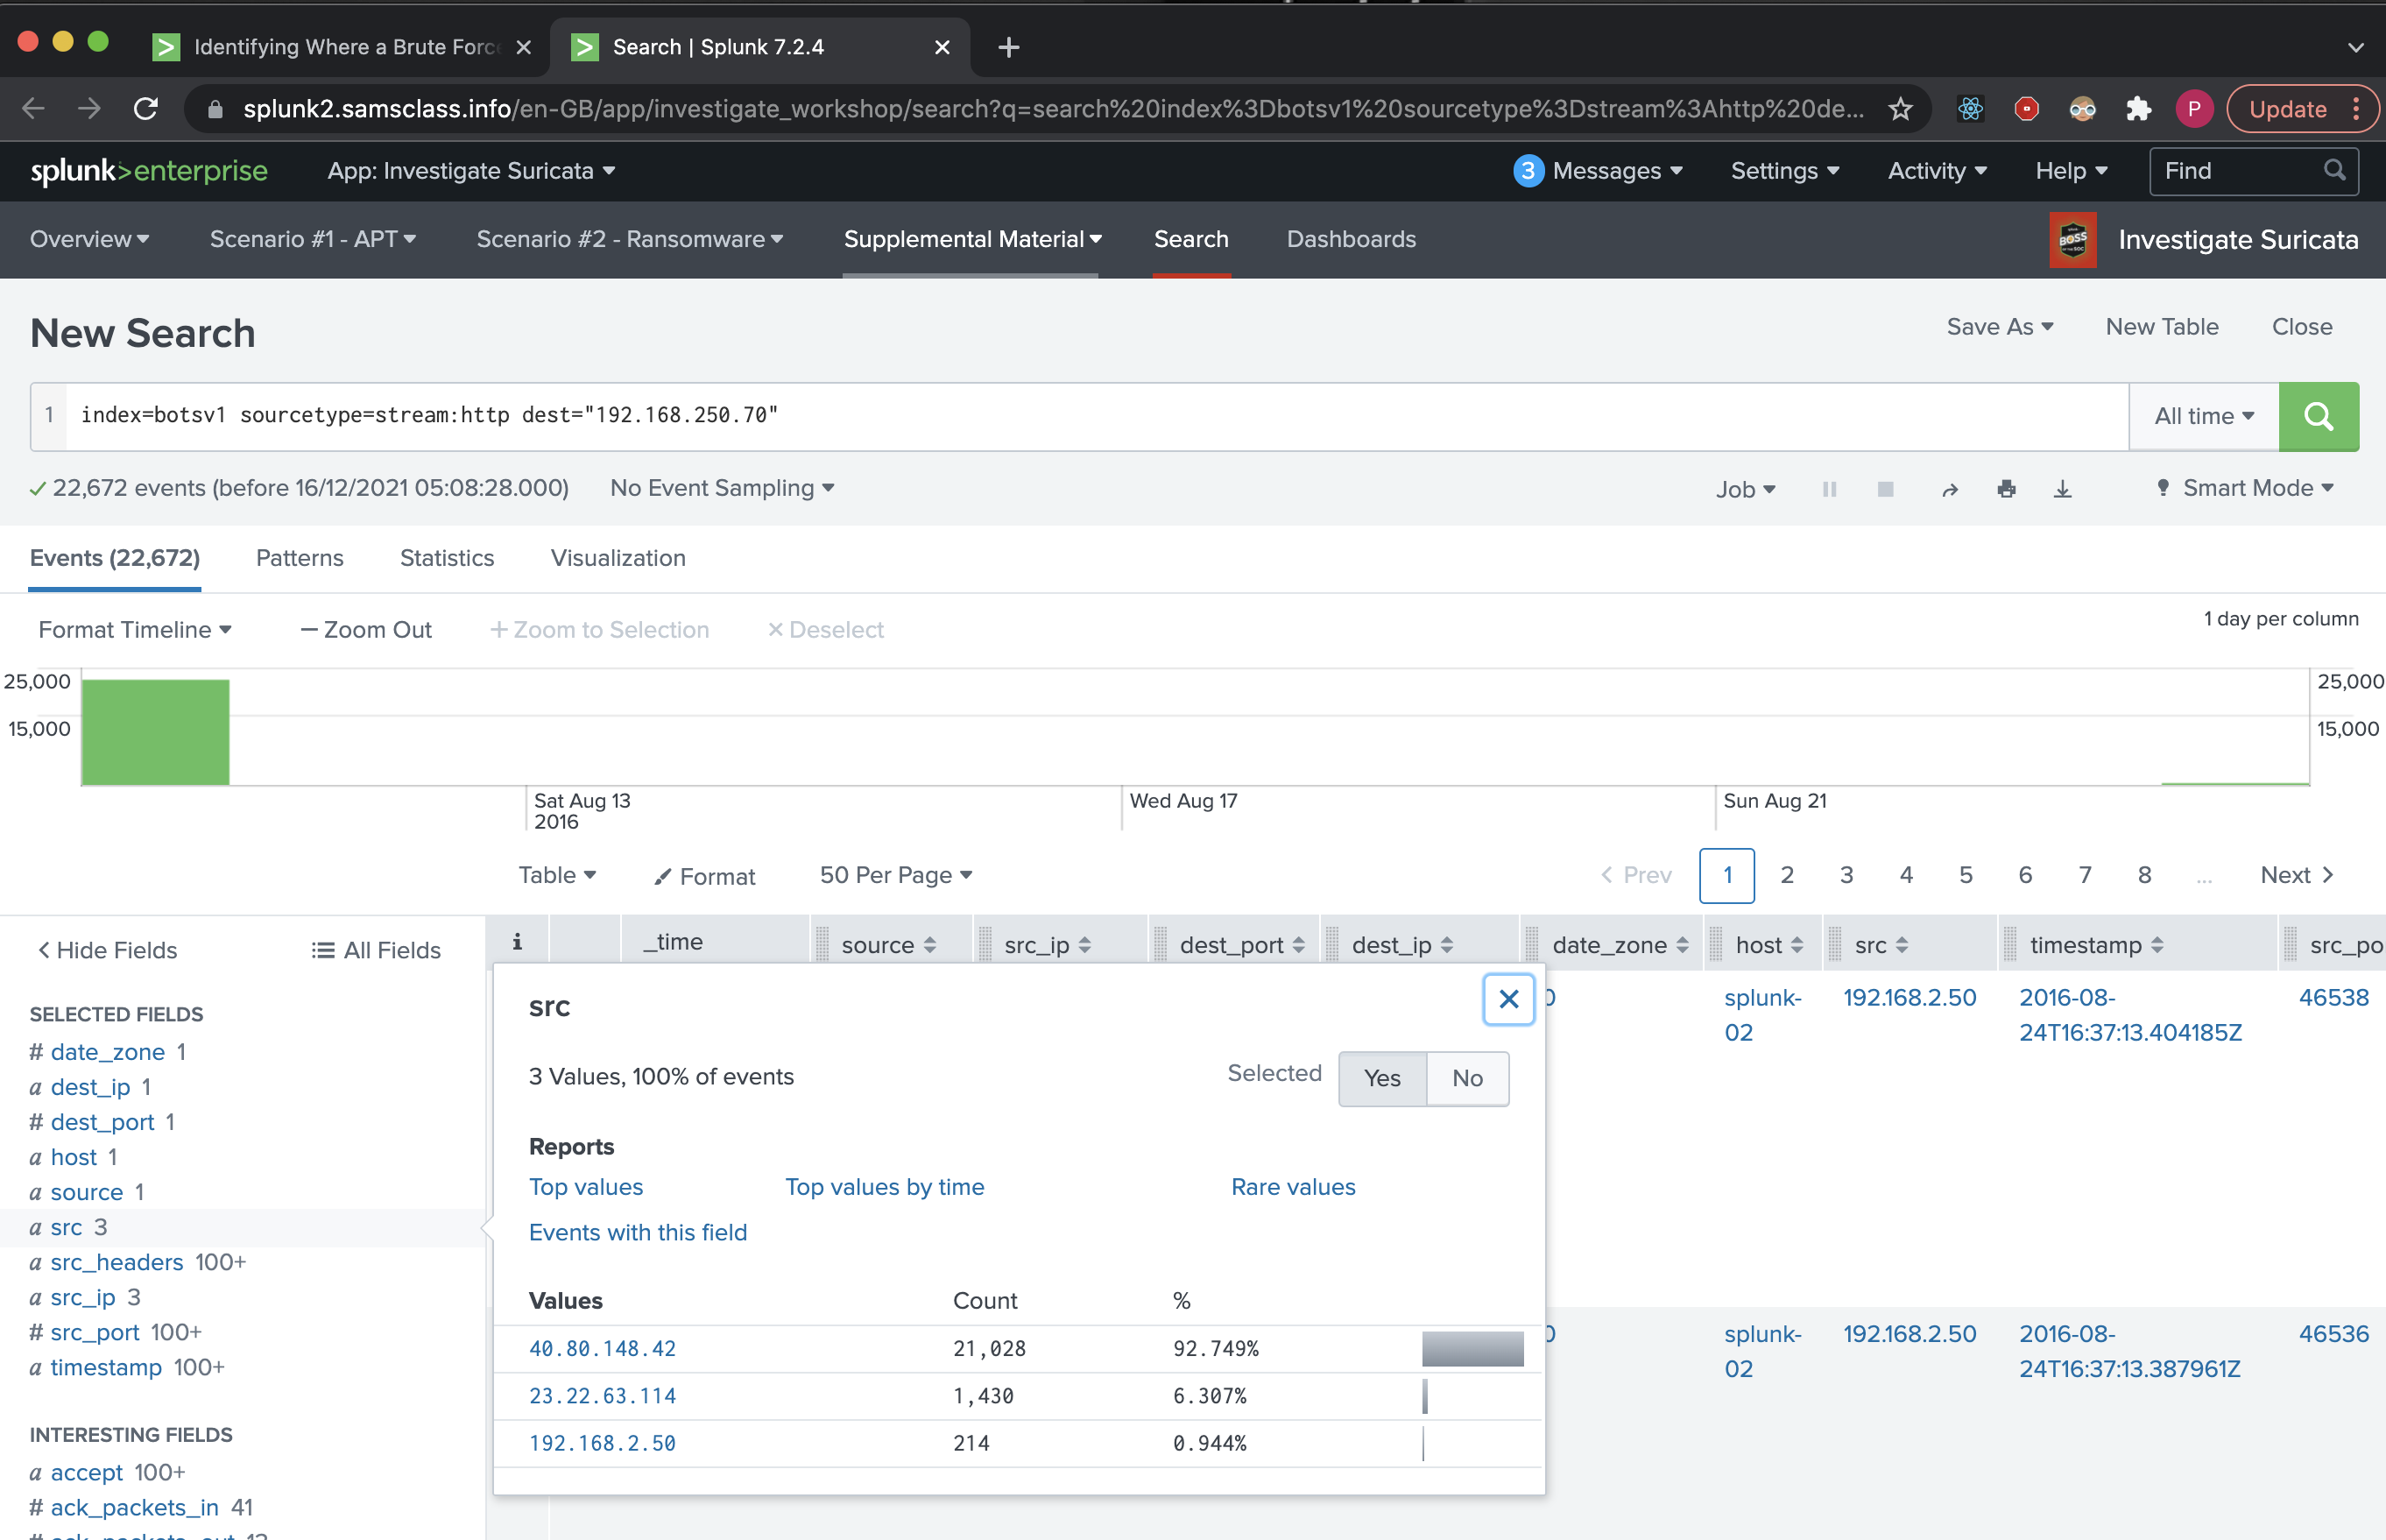 Identifying Where a Brute Forc
Search | Splunk 7.2.4
splunk2.samsclass.info/en-GB/app/investigate_workshop/search?q=search%20index%3Dbotsv1%20sourcetype%3Dstream%3Ahttp%20de...
P
Update
splunk>enterprise
App: Investigate Suricata
3 Messages
Settings
Activity
Help
Find
Overview
Scenario #1 - APT
Scenario #2 - Ransomware
Supplemental Material
Search
Dashboards
BOSS
Investigate Suricata
New Search
Save As
New Table
Close
1 index=botsv1 sourcetype=stream:http dest="192.168.250.70"
All time
22,672 events (before 16/12/2021 05:08:28.000)
No Event Sampling
Job
Smart Mode
Events (22,672)
Patterns
Statistics
Visualization
Format Timeline
— Zoom Out
+ Zoom to Selection
× Deselect
1 day per column
25,000
25,000
15,000
15,000
Sat Aug 13
2016
Wed Aug 17
Sun Aug 21
Table
Format
50 Per Page
< Prev
1 2 3 4 5 6 7 8 ...
Next >
< Hide Fields
All Fields
i _time source src_ip dest_port dest_ip date_zone host src timestamp src_po
SELECTED FIELDS
# date_zone 1
a dest_ip 1
# dest_port 1
a host 1
a source 1
a src 3
a src_headers 100+
a src_ip 3
# src_port 100+
a timestamp 100+
INTERESTING FIELDS
a accept 100+
# ack_packets_in 41
src
3 Values, 100% of events
Selected
Yes No
Reports
Top values
Top values by time
Rare values
Events with this field
Values Count %
40.80.148.42 21,028 92.749%
23.22.63.114 1,430 6.307%
192.168.2.50 214 0.944%
0 splunk- 192.168.2.50 2016-08- 46538
02 24T16:37:13.404185Z
0 splunk- 192.168.2.50 2016-08- 46536
02 24T16:37:13.387961Z